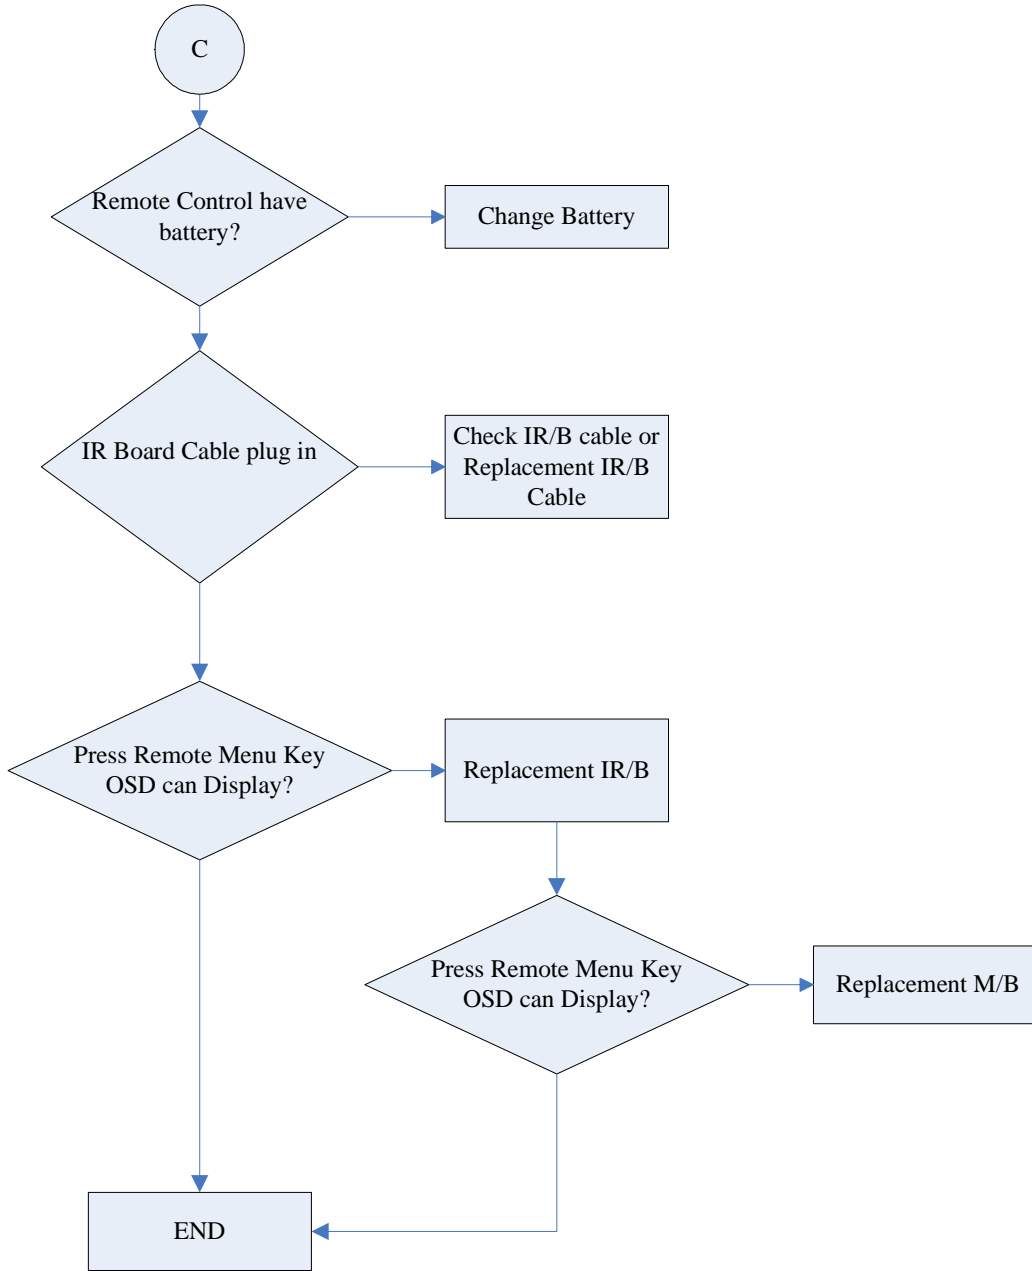 C
Remote Control have
battery?
Change Battery
IR Board Cable plug in
Check IR/B cable or
Replacement IR/B
Cable
Press Remote Menu Key
OSD can Display?
Replacement IR/B
Press Remote Menu Key
OSD can Display?
Replacement M/B
END